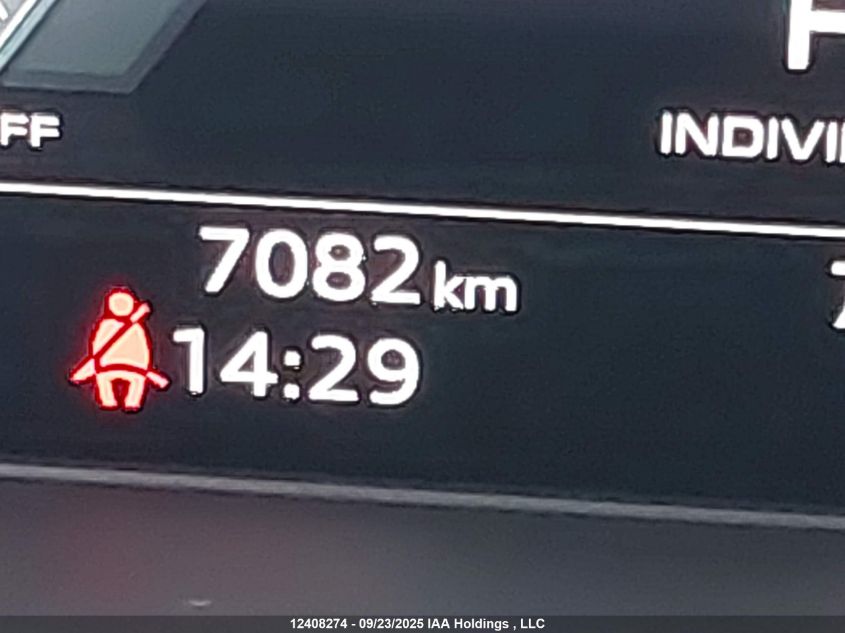 FF
INDIVI
7082 km
14:29
12408274 - 09/23/2025 IAA Holdings , LLC